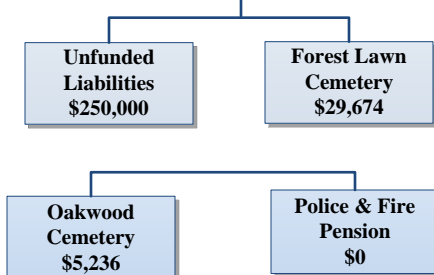 Unfunded
Liabilities
$250,000
Forest Lawn
Cemetery
$29,674
Oakwood
Cemetery
$5,236
Police & Fire
Pension
$0